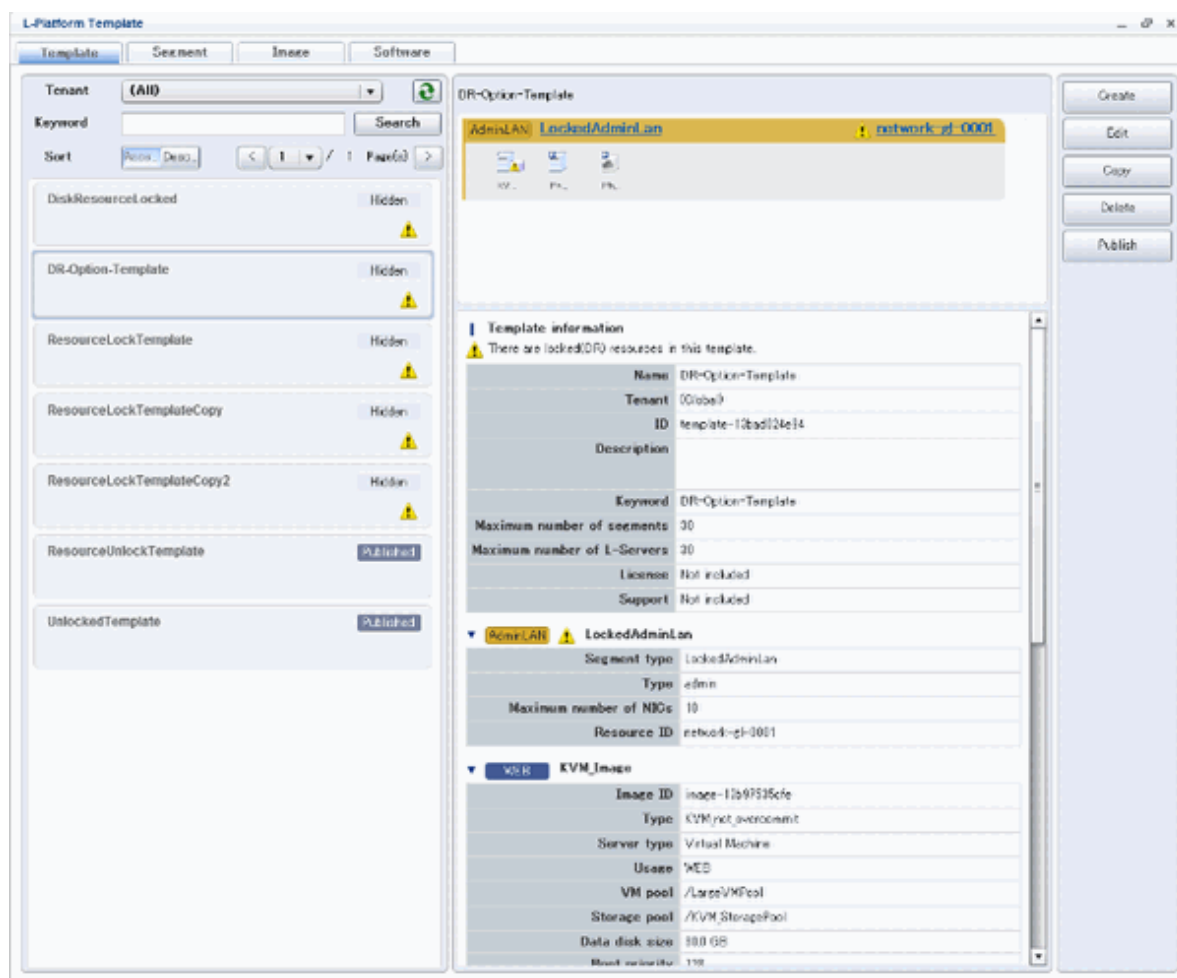 L-Platform Template
Template Segment Image Software
Tenant (All)
Keyword Search
Sort < 1 / 1 Page(s) >
DiskResourceLocked Hidden
DR-Option-Template Hidden
ResourceLockTemplate Hidden
ResourceLockTemplateCopy Hidden
ResourceLockTemplateCopy2 Hidden
ResourceUnlockTemplate Published
UnlockedTemplate Published
DR-Option-Template
AdminLAN LockedAdminLan network-gl-0001
Template information
There are locked(DR) resources in this template.
Name DR-Option-Template
Tenant (Global)
ID
Description
Keyword DR-Option-Template
Maximum number of segments 30
Maximum number of L-Servers 30
License Not included
Support Not included
AdminLAN LockedAdminLan
Segment type LockedAdminLan
Type admin
Maximum number of NICs 10
Resource ID network-gl-0001
WEB KVM_Image
Image ID
Type KVM_not_overcommit
Server type Virtual Machine
Usage WEB
VM pool /LargeVMPool
Storage pool /KVM_StoragePool
Data disk size
Boot priority
Create
Edit
Copy
Delete
Publish